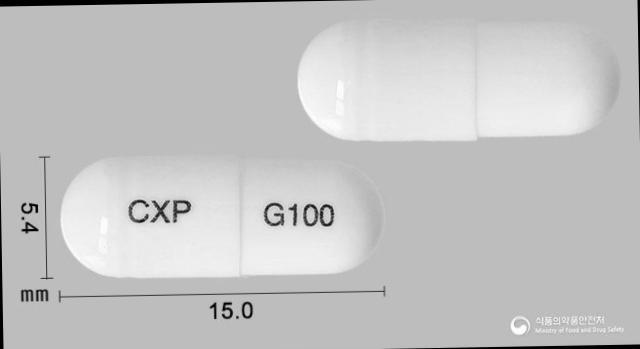 CXP G100
5.4
mm
15.0
식품의약품안전처
Ministry of Food and Drug Safety